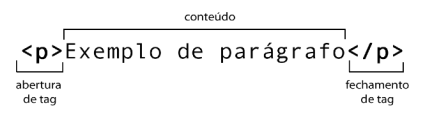 conteúdo
<p>Exemplo de parágrafo</p>
abertura
de tag
fechamento
de tag